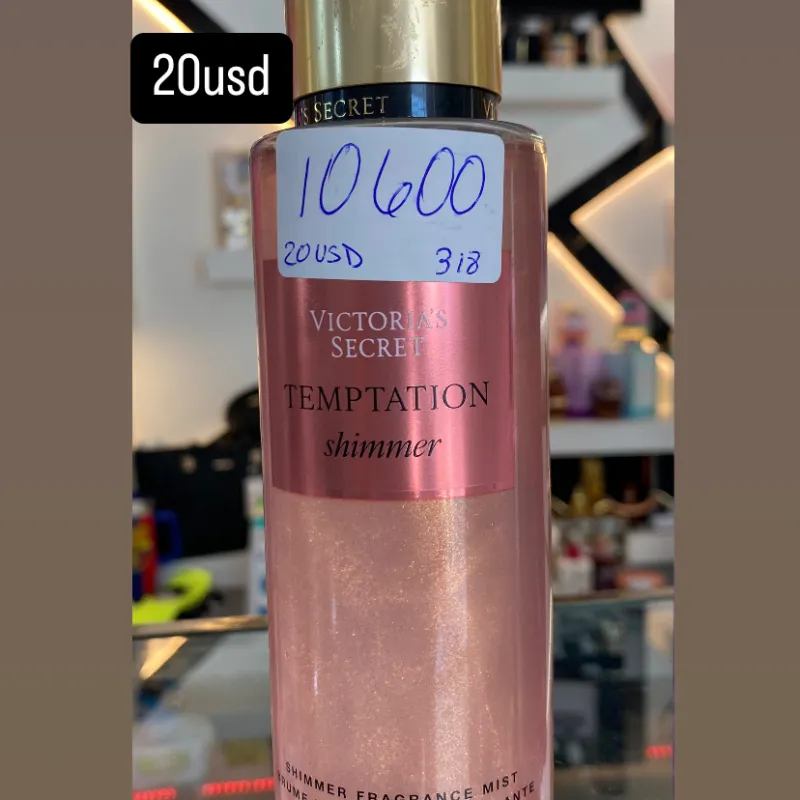 20usd
SECRET
10600
20USD 318
VICTORIA'S
SECRET
TEMPTATION
shimmer
SHIMMER FRAGRANCE MIST